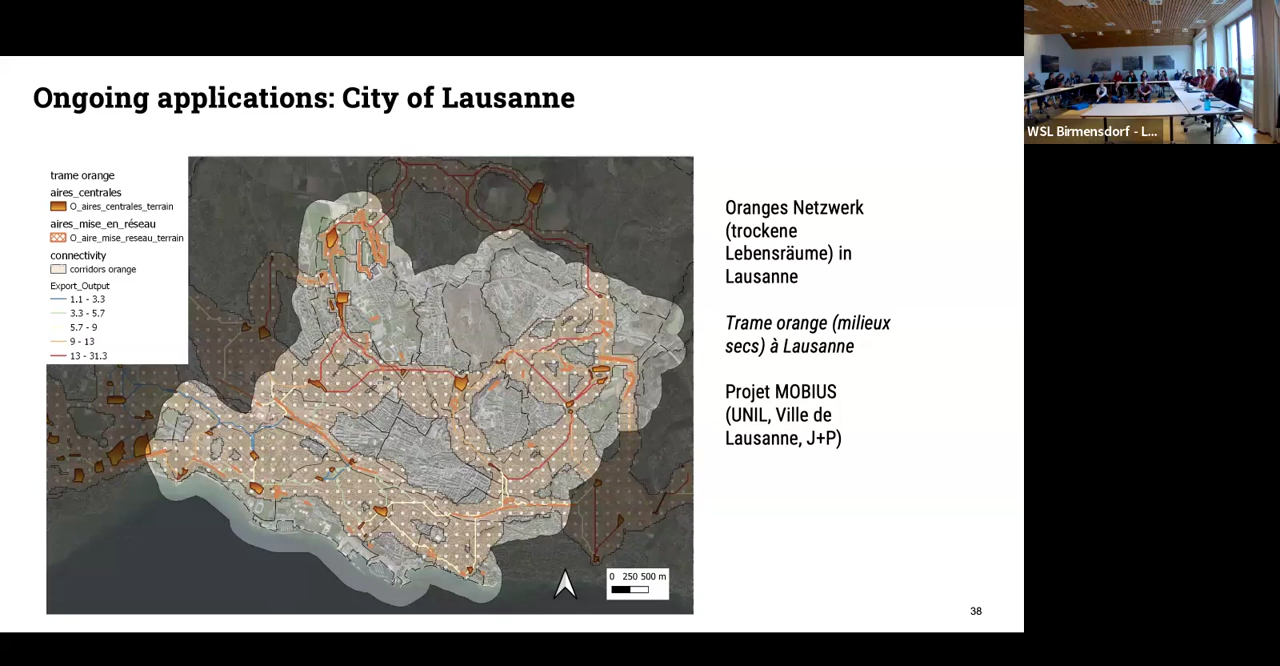 Ongoing applications: City of Lausanne
WSL Birmensdorf - L...
trame orange
aires_centrales
O_aires_centrales_terrain
aires_mise_en_réseau
O_aire_mise_reseau_terrain
connectivity
corridors orange
Export_Output
1.1 - 3.3
3.3 - 5.7
5.7 - 9
9 - 13
13 - 31.3
0 250 500 m
Oranges Netzwerk
(trockene
Lebensräume) in
Lausanne
Trame orange (milieux
secs) à Lausanne
Projet MOBIUS
(UNIL, Ville de
Lausanne, J+P)
38